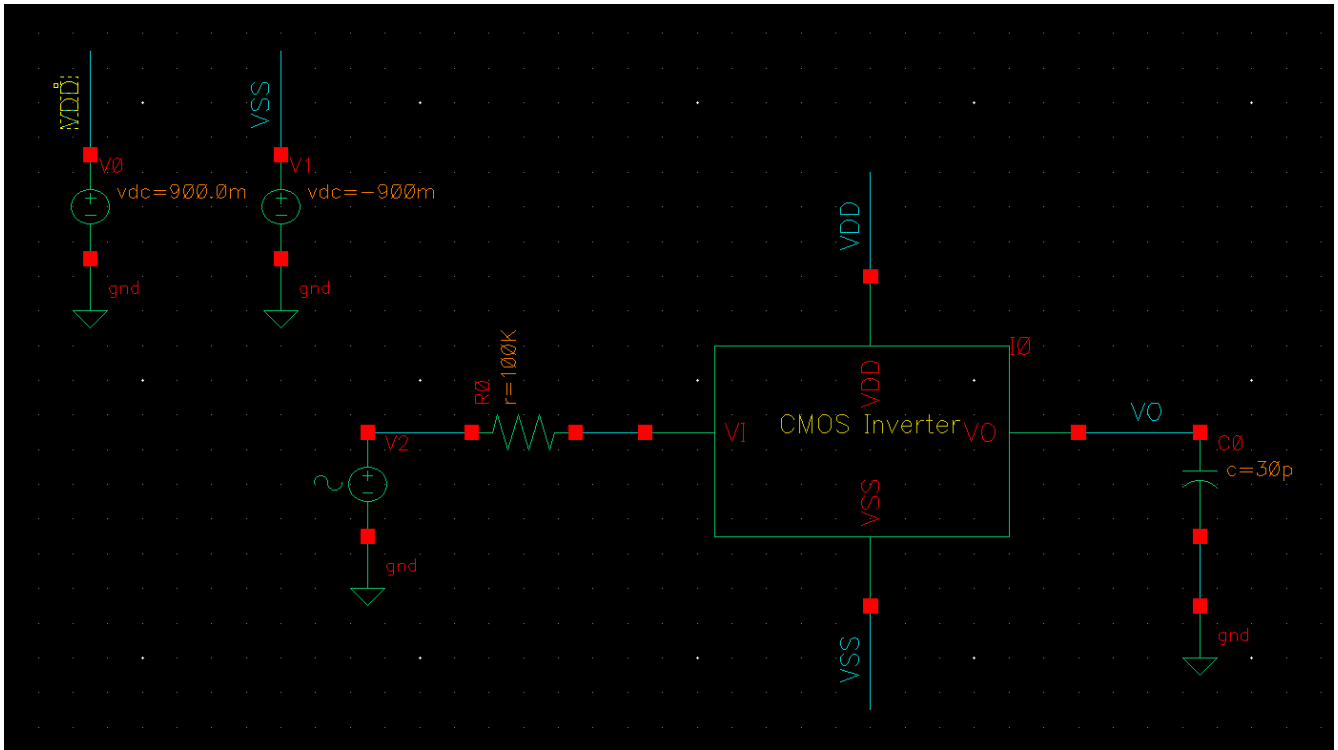 VDD
VSS
V0
vdc=900.0m
V1
vdc=-900m
gnd
gnd
VDD
r=100K
R0
I0
VDD
V2
VI
CMOS Inverter
VO
VO
C0
c=30p
VSS
gnd
VSS
gnd